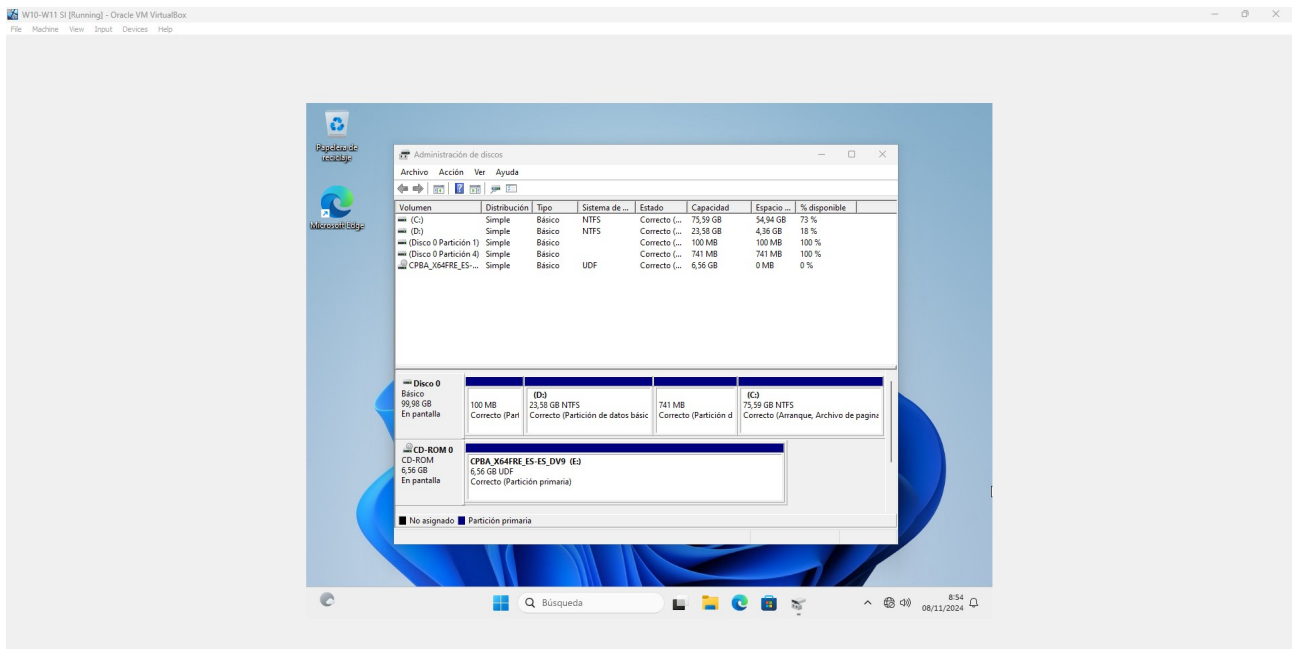 W10-W11 SI [Running] - Oracle VM VirtualBox
File Machine View Input Devices Help
Papelera de
reciclaje
Microsoft Edge
Administración de discos
Archivo Acción Ver Ayuda
Volumen Distribución Tipo Sistema de ... Estado Capacidad Espacio ... % disponible
(C:) Simple Básico NTFS Correcto (... 75,59 GB 54,94 GB 73 %
(D:) Simple Básico NTFS Correcto (... 23,58 GB 4,36 GB 18 %
(Disco 0 Partición 1) Simple Básico Correcto (... 100 MB 100 MB 100 %
(Disco 0 Partición 4) Simple Básico Correcto (... 741 MB 741 MB 100 %
CPBA_X64FRE_ES-... Simple Básico UDF Correcto (... 6,56 GB 0 MB 0 %
Disco 0
Básico
99,98 GB
En pantalla
100 MB
Correcto (Part
(D:)
23,58 GB NTFS
Correcto (Partición de datos básic
741 MB
Correcto (Partición d
(C:)
75,59 GB NTFS
Correcto (Arranque, Archivo de pagina
CD-ROM 0
CD-ROM
6,56 GB
En pantalla
CPBA_X64FRE_ES-ES_DV9 (E:)
6,56 GB UDF
Correcto (Partición primaria)
No asignado Partición primaria
Búsqueda
8:54
08/11/2024